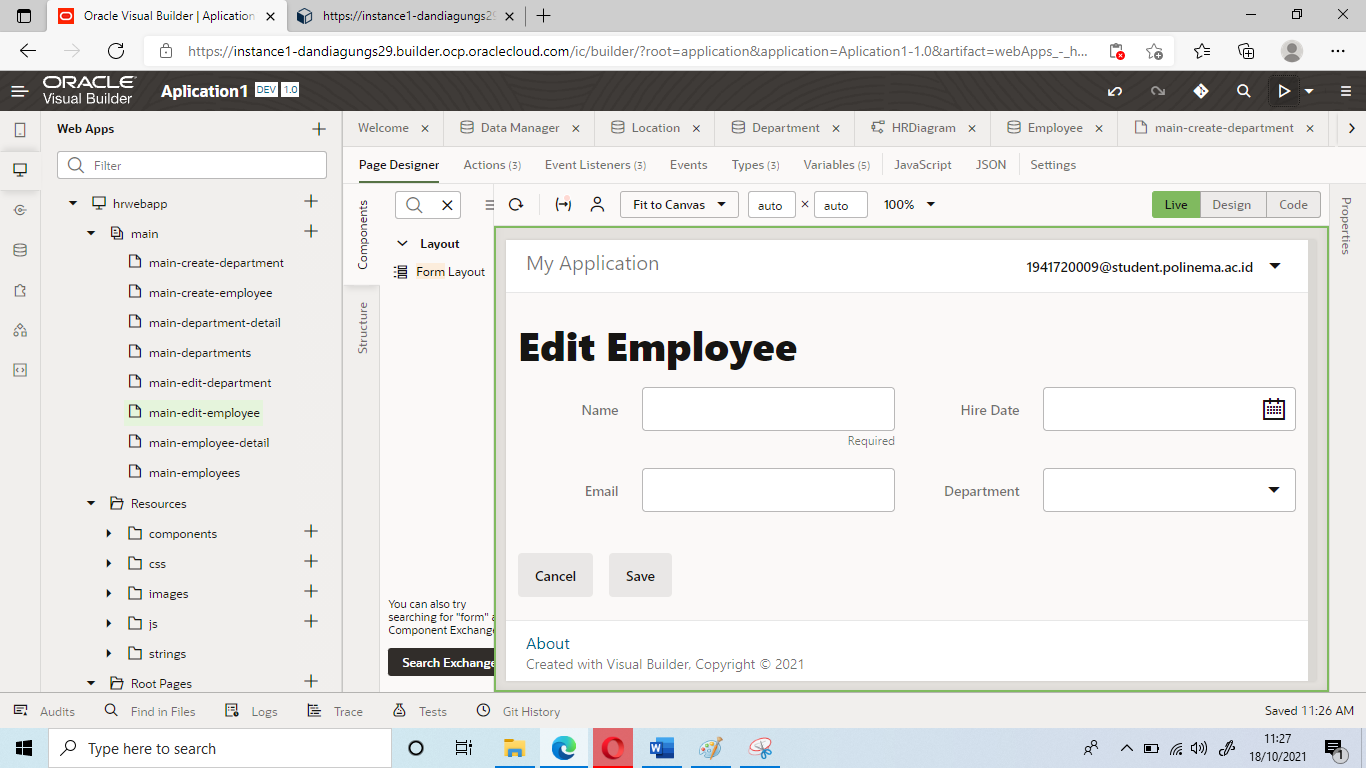 Oracle Visual Builder | Aplication
https://instance1-dandiagungs29
https://instance1-dandiagungs29.builder.ocp.oraclecloud.com/ic/builder/?root=application&application=Aplication1-1.0&artifact=webApps_-_h...
ORACLE
Visual Builder
Aplication1 DEV 1.0
Web Apps
Welcome
Data Manager
Location
Department
HRDiagram
Employee
main-create-department
Filter
Page Designer
Actions (3)
Event Listeners (3)
Events
Types (3)
Variables (5)
JavaScript
JSON
Settings
hrwebapp
main
main-create-department
main-create-employee
main-department-detail
main-departments
main-edit-department
main-edit-employee
main-employee-detail
main-employees
Resources
components
css
images
js
strings
Root Pages
Components
Structure
Layout
Form Layout
You can also try
searching for "form"
Component Exchange
Search Exchange
Fit to Canvas
auto × auto
100%
Live
Design
Code
Properties
My Application
1941720009@student.polinema.ac.id
Edit Employee
Name
Required
Hire Date
Email
Department
Cancel
Save
About
Created with Visual Builder, Copyright © 2021
Audits
Find in Files
Logs
Trace
Tests
Git History
Saved 11:26 AM
Type here to search
11:27
18/10/2021
1